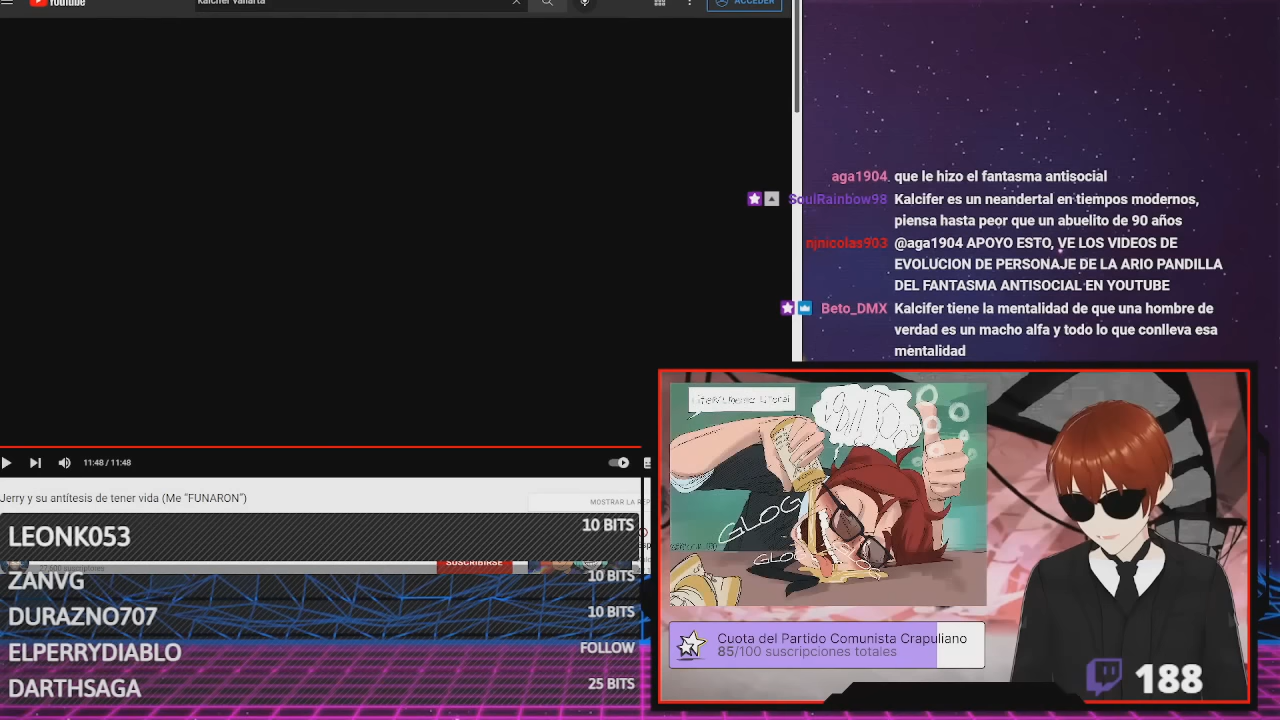 YouTube
Kalcifer Vallarta
ACCEDER
aga1904 que le hizo el fantasma antisocial
SoulRainbow98 Kalcifer es un neandertal en tiempos modernos,
piensa hasta peor que un abuelito de 90 años
njnicolas903 @aga1904 APOYO ESTO, VE LOS VIDEOS DE
EVOLUCION DE PERSONAJE DE LA ARIO PANDILLA
DEL FANTASMA ANTISOCIAL EN YOUTUBE
Beto_DMX Kalcifer tiene la mentalidad de que una hombre de
verdad es un macho alfa y todo lo que conlleva esa
mentalidad
11:48 / 11:48
Jerry y su antítesis de tener vida (Me “FUNARON”)
MOSTRAR LA REP
LEONK053 10 BITS
suscriptores
SUSCRIBIRSE
ZANVG 10 BITS
DURAZNO707 10 BITS
ELPERRYDIABLO FOLLOW
DARTHSAGA 25 BITS
GLOG
GLO
Cuota del Partido Comunista Crapuliano
85/100 suscripciones totales
188